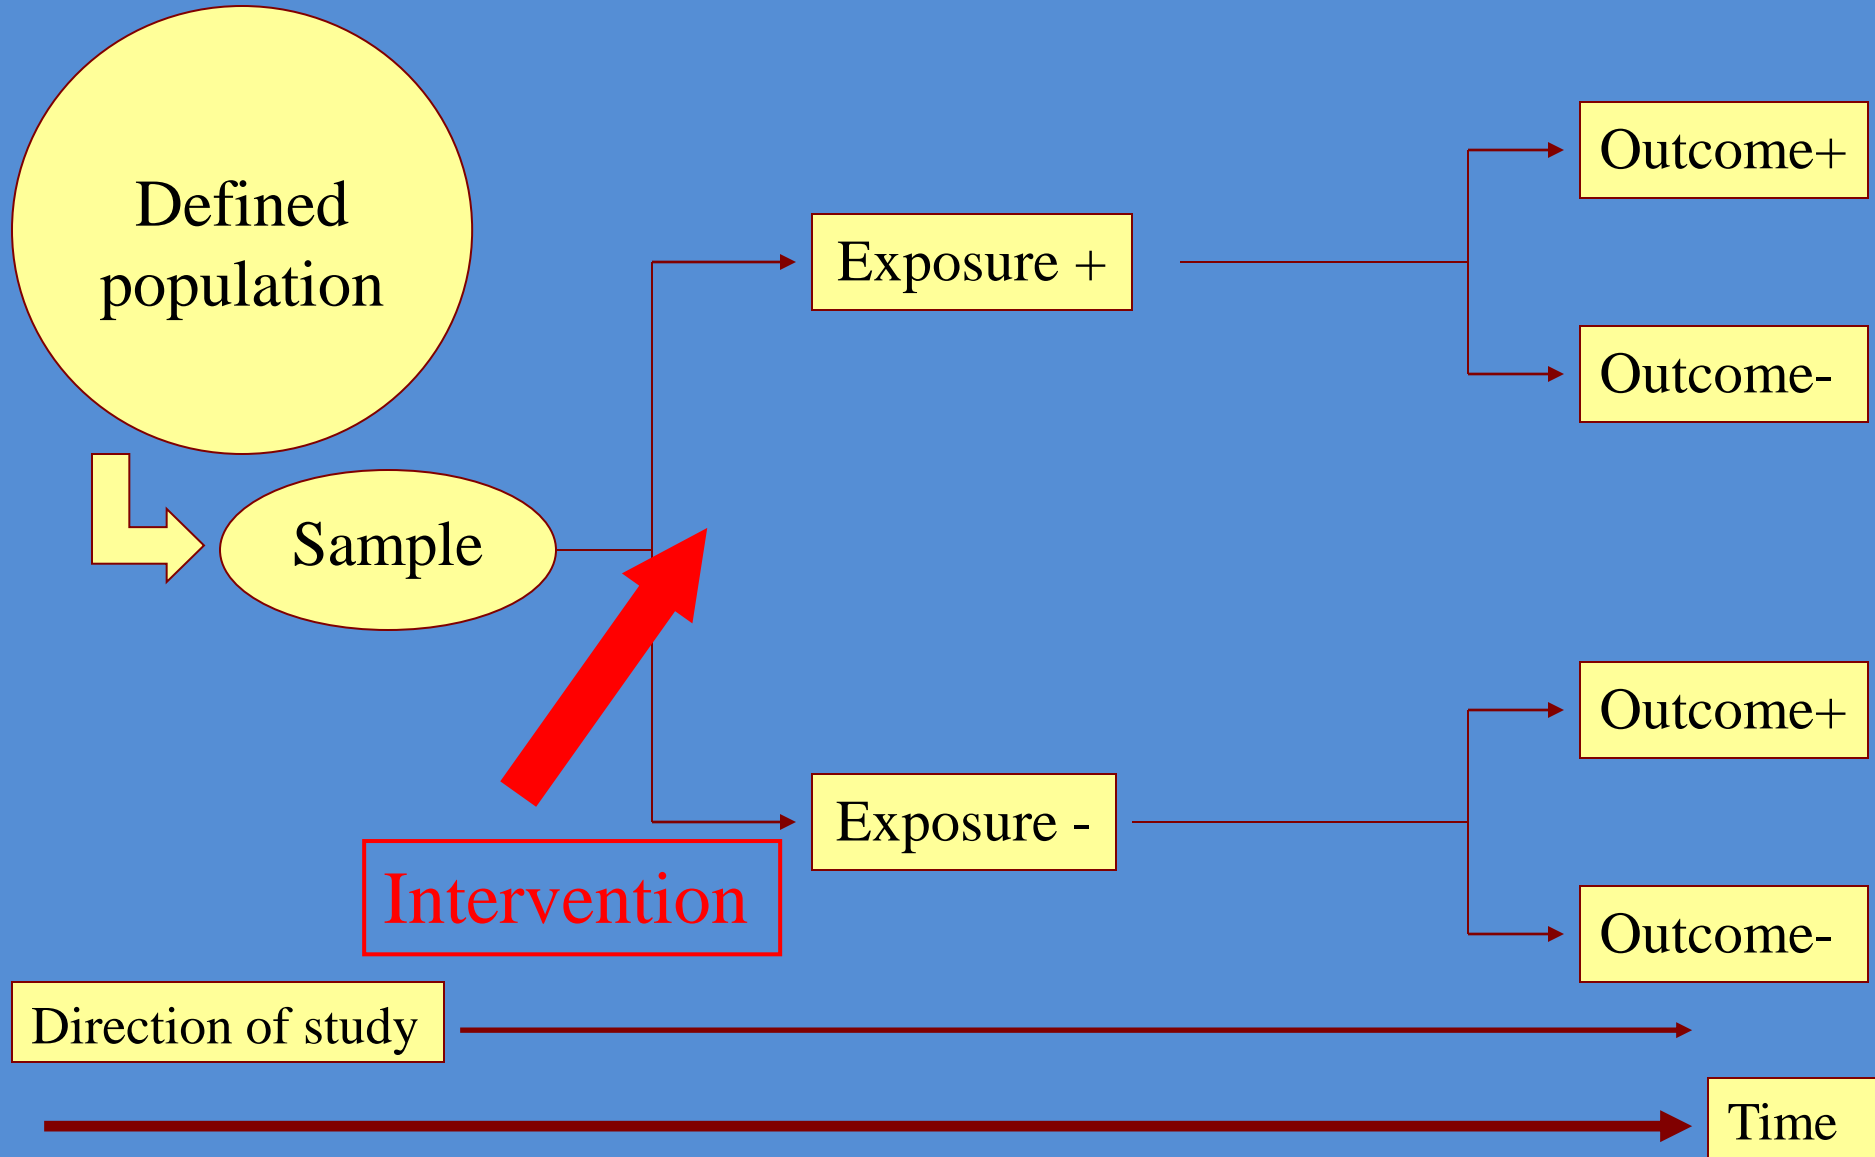 Defined
population
Sample
Exposure +
Outcome+
Outcome-
Exposure -
Outcome+
Outcome-
Intervention
Direction of study
Time